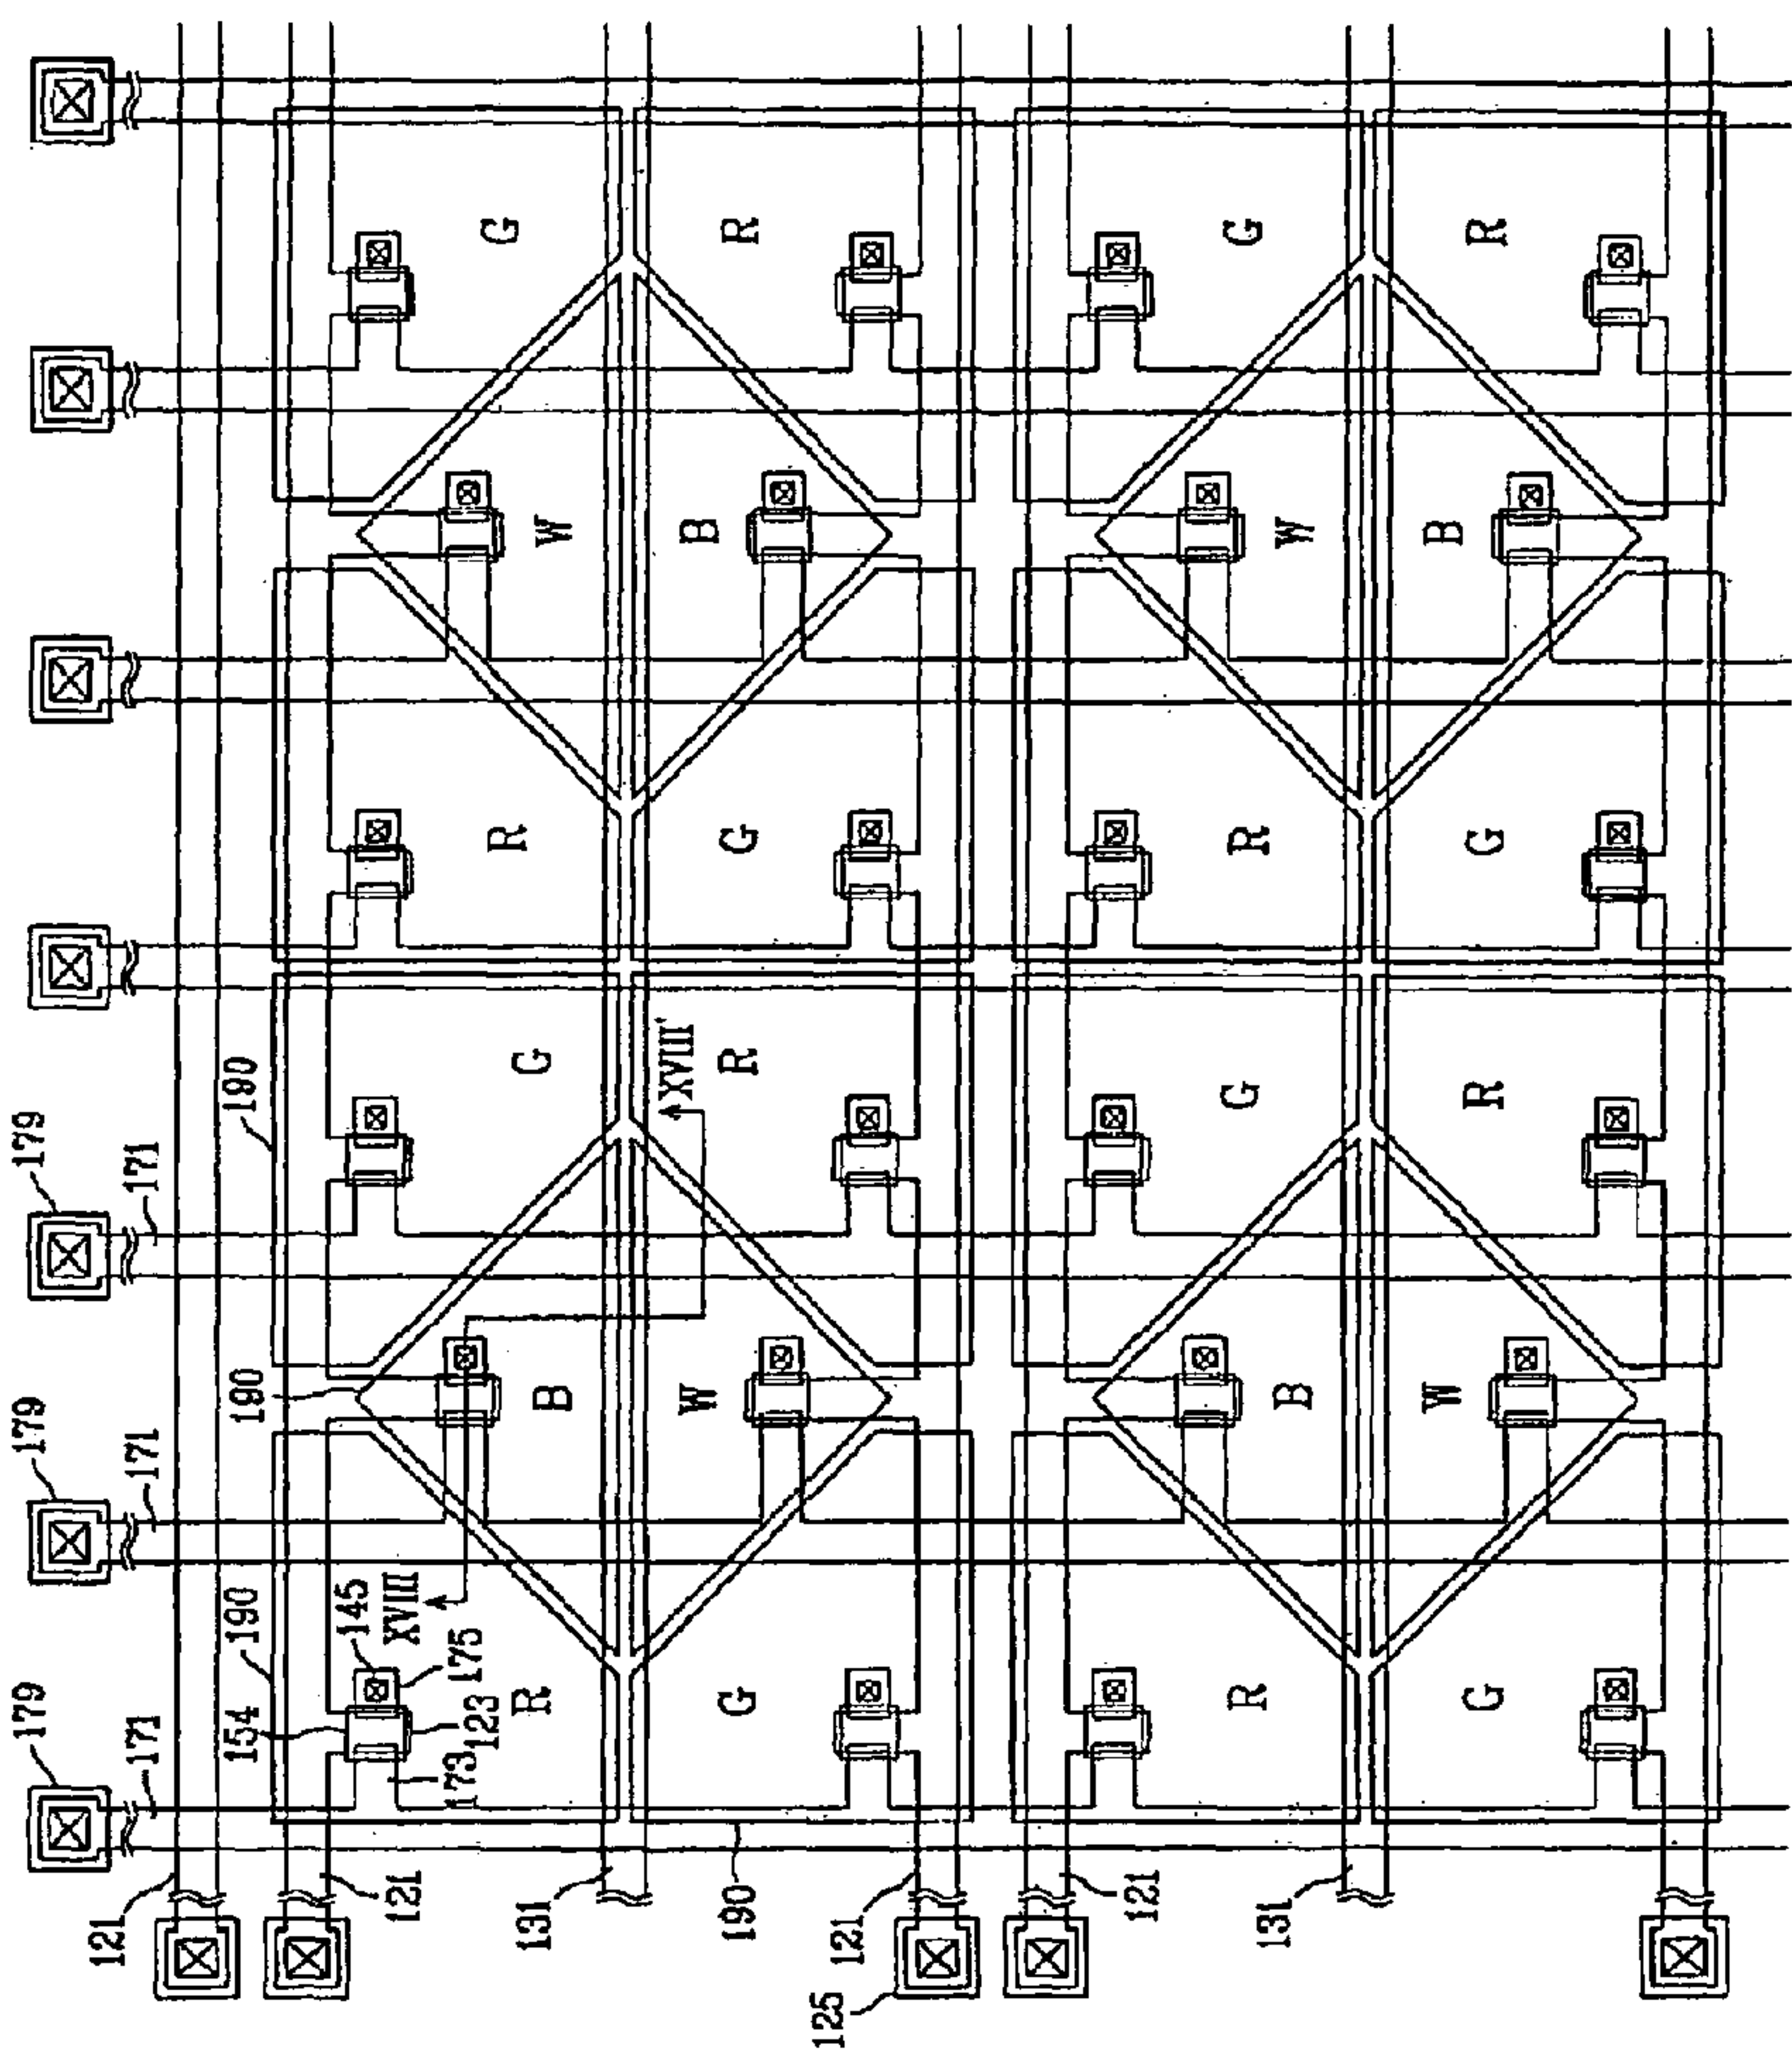 179 179 179
121 171 171 171
154 190 190 190
145
121 XVIII
173 123 175
131 R B G R W G
XVIII'
W B
190 G R G R
125 121
121
131 R B G R W G
W B
G R G R